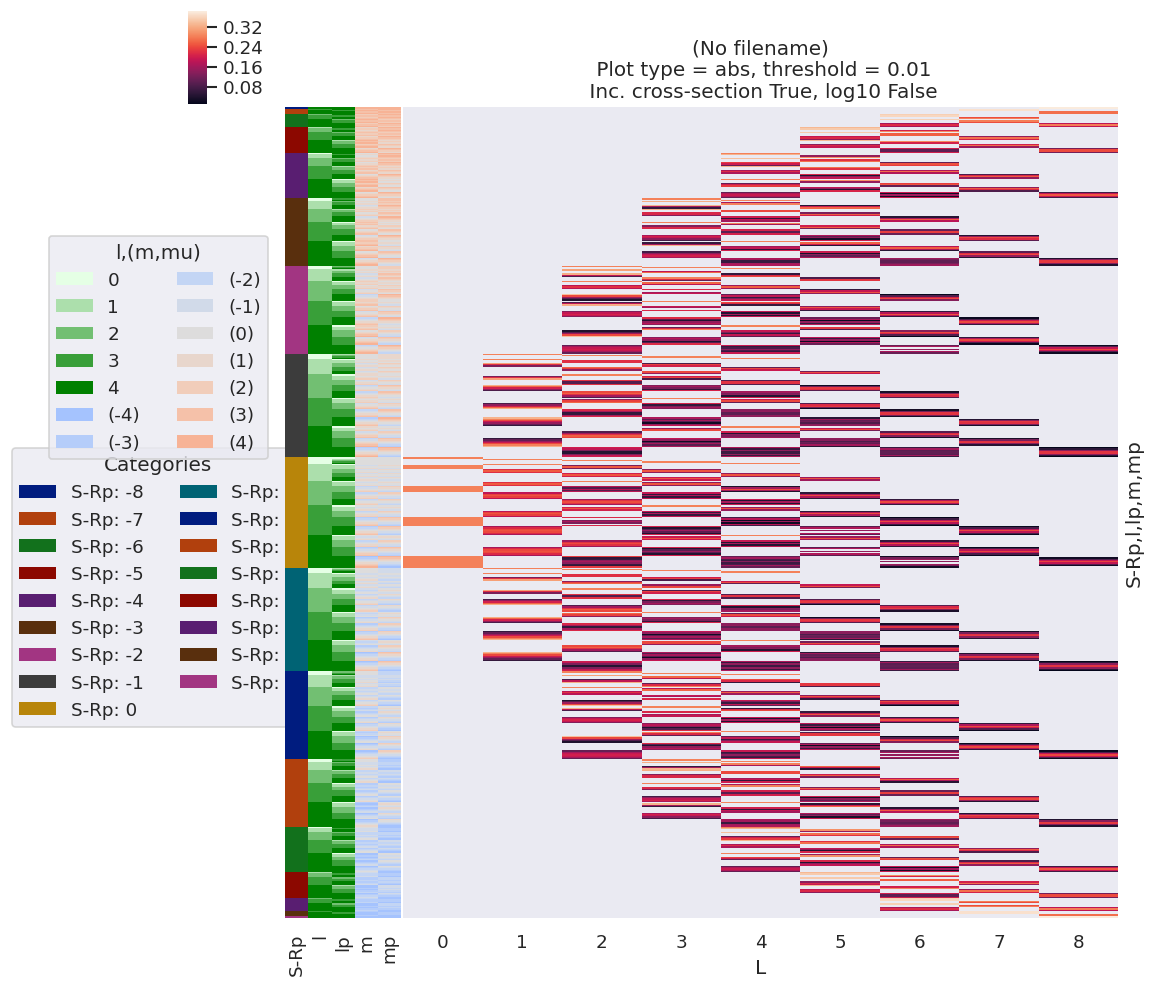 0.32
0.24
0.16
0.08
(No filename)
Plot type = abs, threshold = 0.01
Inc. cross-section True, log10 False
l,(m,mu)
0 (-2)
1 (-1)
2 (0)
3 (1)
4 (2)
(-4) (3)
(-3) (4)
Categories
S-Rp: -8 S-Rp:
S-Rp: -7 S-Rp:
S-Rp: -6 S-Rp:
S-Rp: -5 S-Rp:
S-Rp: -4 S-Rp:
S-Rp: -3 S-Rp:
S-Rp: -2 S-Rp:
S-Rp: -1 S-Rp:
S-Rp: 0
S-Rp,l,lp,m,mp
S-Rp l lp m mp 0 1 2 3 4 5 6 7 8
L